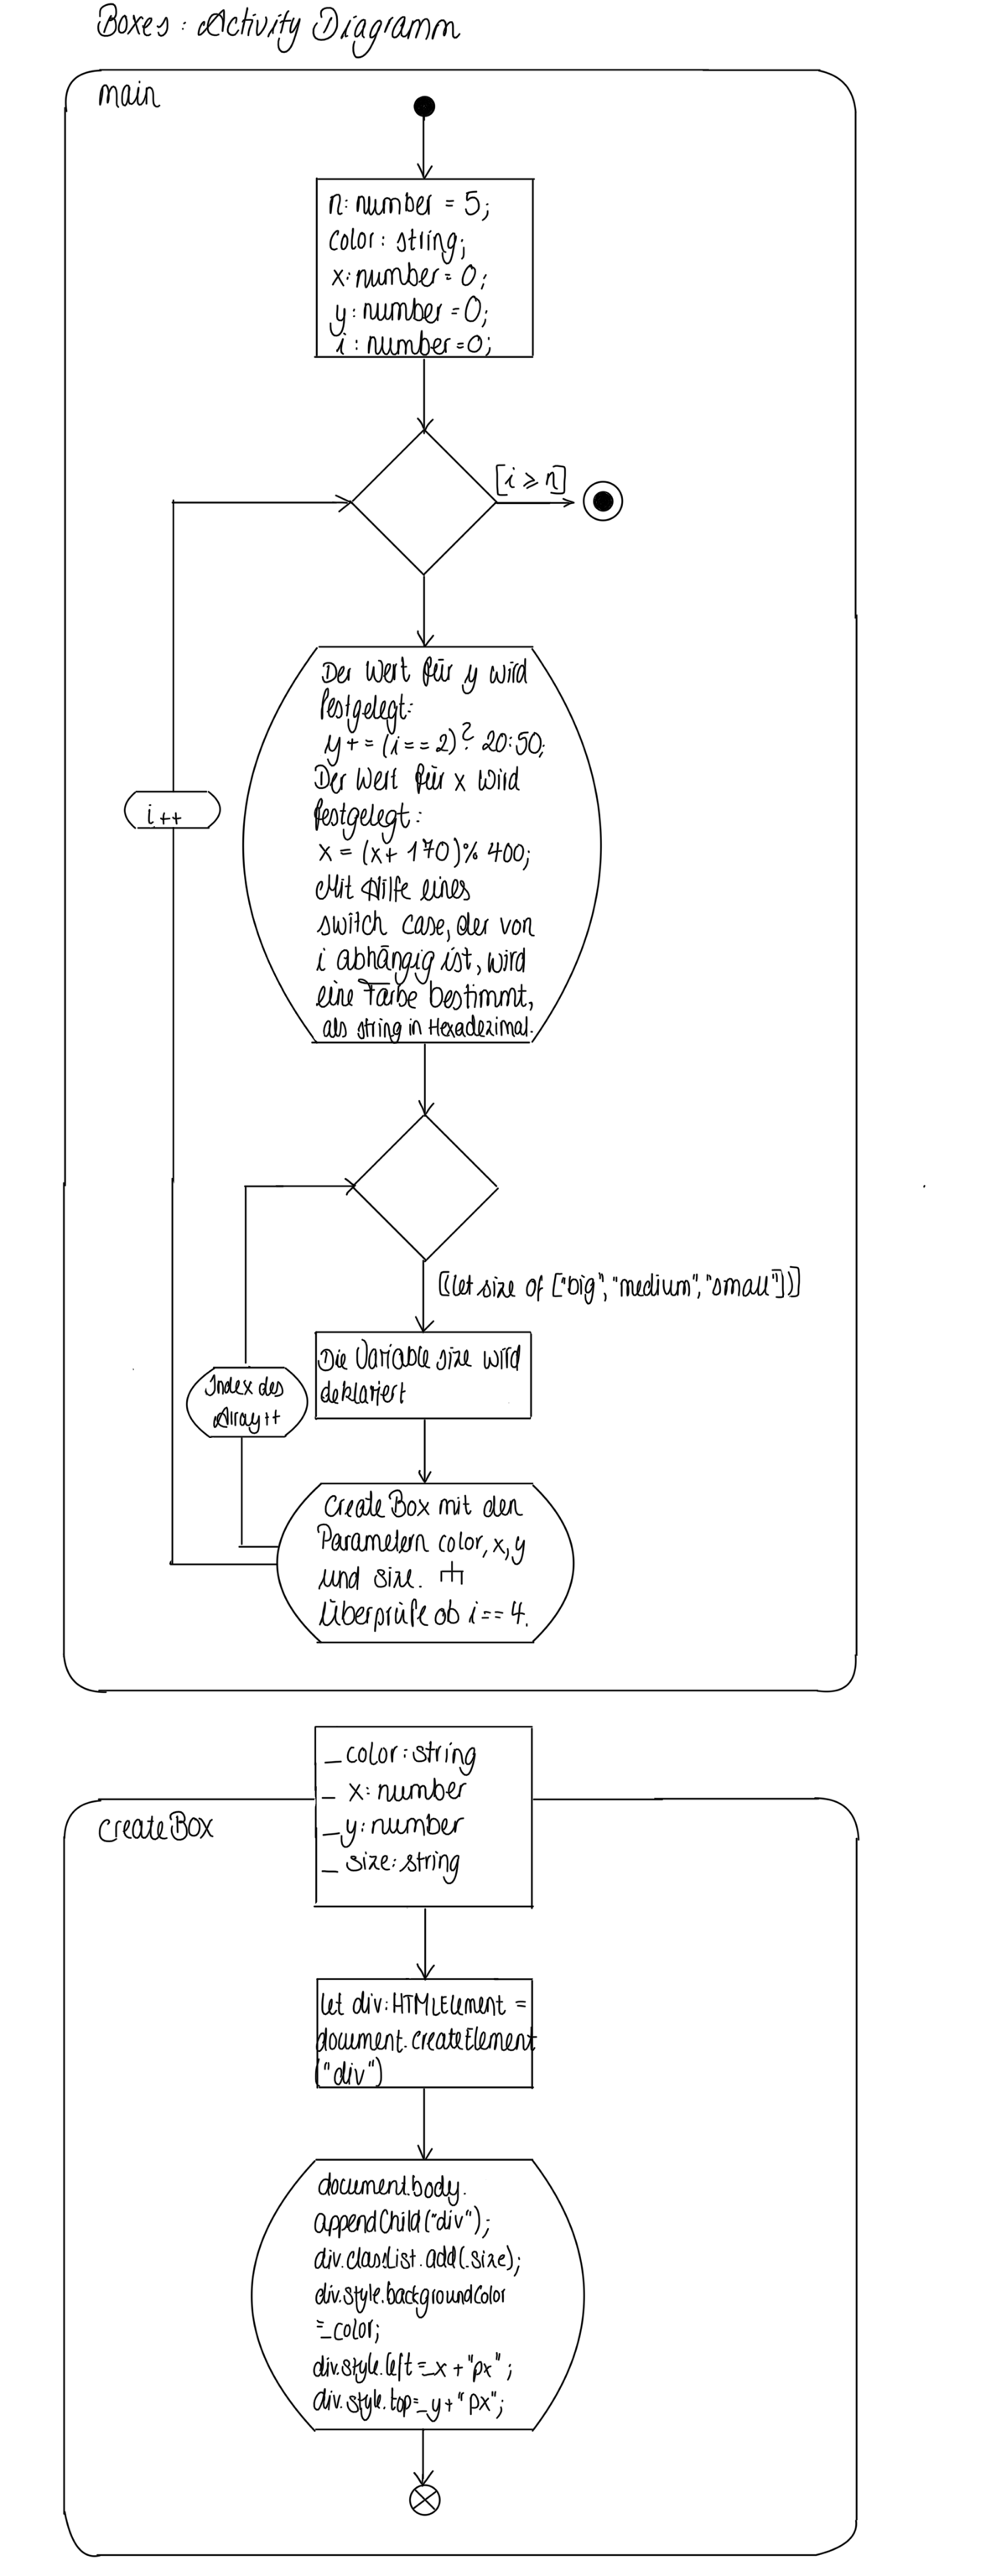 Boxes: Activity Diagramm
main
n: number = 5;
color: string;
x: number = 0;
y: number = 0;
i: number = 0;
[i ≥ n]
Der Wert für y wird
festgelegt:
y += (i == 2)? 20:50;
Der Wert für x wird
festgelegt:
x = (x + 170) % 400;
Mit Hilfe eines
switch case, der von
i abhängig ist, wird
eine Farbe bestimmt,
als string in Hexadezimal.
i++
[(let size of ["big", "medium", "small"])]
Die Variable size wird
deklariert
Index des
Array++
Create Box mit den
Parametern color, x, y
und size.
Überprüfe ob i == 4.
_color: string
_ x: number
_y: number
_ size: string
createBox
let div: HTMLElement =
document.createElement
("div")
document.body.
appendChild("div");
div.classList.add(_size);
div.style.backgroundColor
=_color;
div.style.left=_x + "px";
div.style.top=_y + "px";